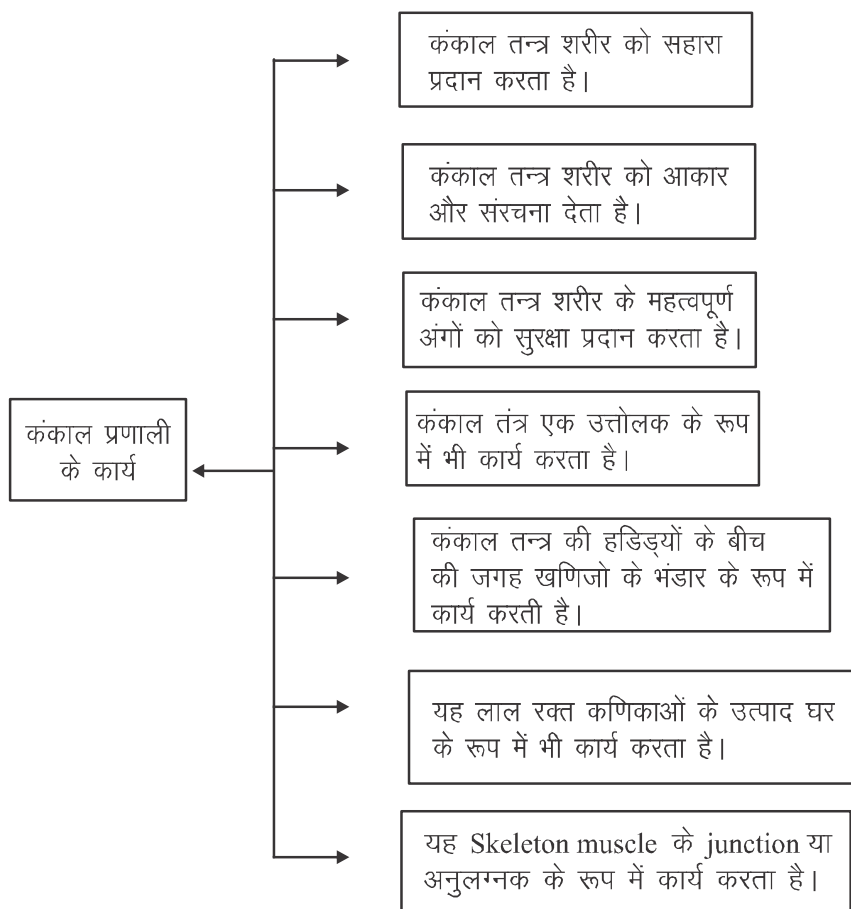 कंकाल तन्त्र शरीर को सहारा
प्रदान करता है।
कंकाल तन्त्र शरीर को आकार
और संरचना देता है।
कंकाल तन्त्र शरीर के महत्वपूर्ण
अंगों को सुरक्षा प्रदान करता है।
कंकाल प्रणाली
के कार्य
कंकाल तंत्र एक उत्तोलक के रूप
में भी कार्य करता है।
कंकाल तन्त्र की हडिड्यों के बीच
की जगह खणिजो के भंडार के रूप में
कार्य करती है।
यह लाल रक्त कणिकाओं के उत्पाद घर
के रूप में भी कार्य करता है।
यह Skeleton muscle के junction या
अनुलग्नक के रूप में कार्य करता है।